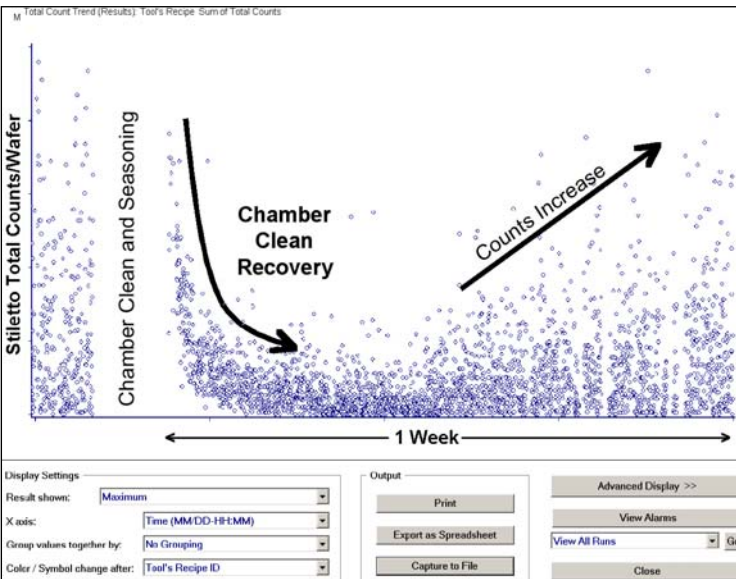 M Total Count Trend (Results): Tool's Recipe Sum of Total Counts
Stiletto Total Counts/Wafer
Chamber Clean and Seasoning
Chamber
Clean
Recovery
Counts Increase
1 Week
Display Settings
Result shown: Maximum
X axis: Time (MM/DD-HH:MM)
Group values together by: No Grouping
Color / Symbol change after: Tool's Recipe ID
Output
Print
Export as Spreadsheet
Capture to File
Advanced Display >>
View Alarms
View All Runs
Close